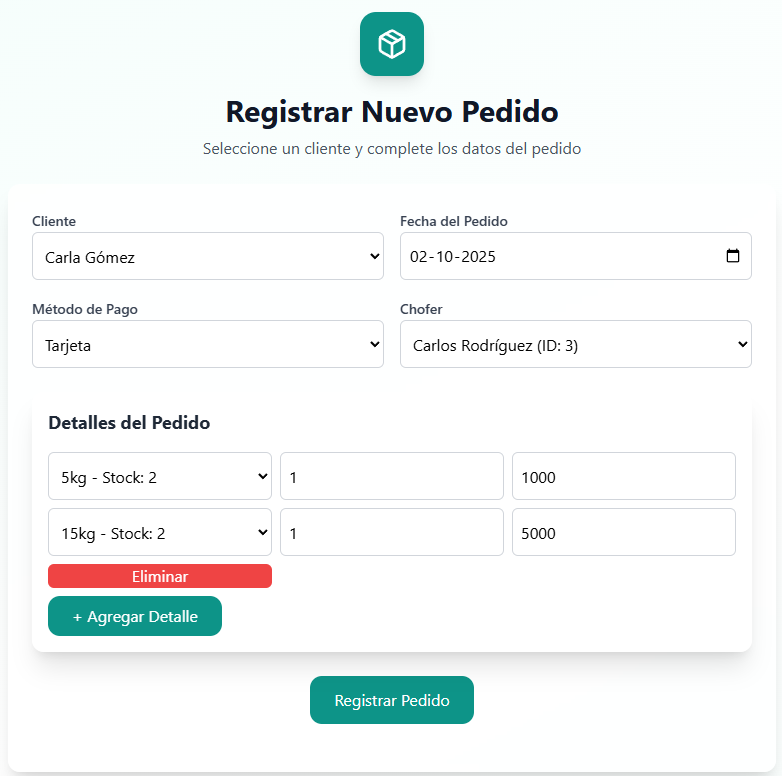 Registrar Nuevo Pedido
Seleccione un cliente y complete los datos del pedido
Cliente Fecha del Pedido
Carla Gómez 02-10-2025
Método de Pago Chofer
Tarjeta Carlos Rodríguez (ID: 3)
Detalles del Pedido
5kg - Stock: 2 1 1000
15kg - Stock: 2 1 5000
Eliminar
+ Agregar Detalle
Registrar Pedido